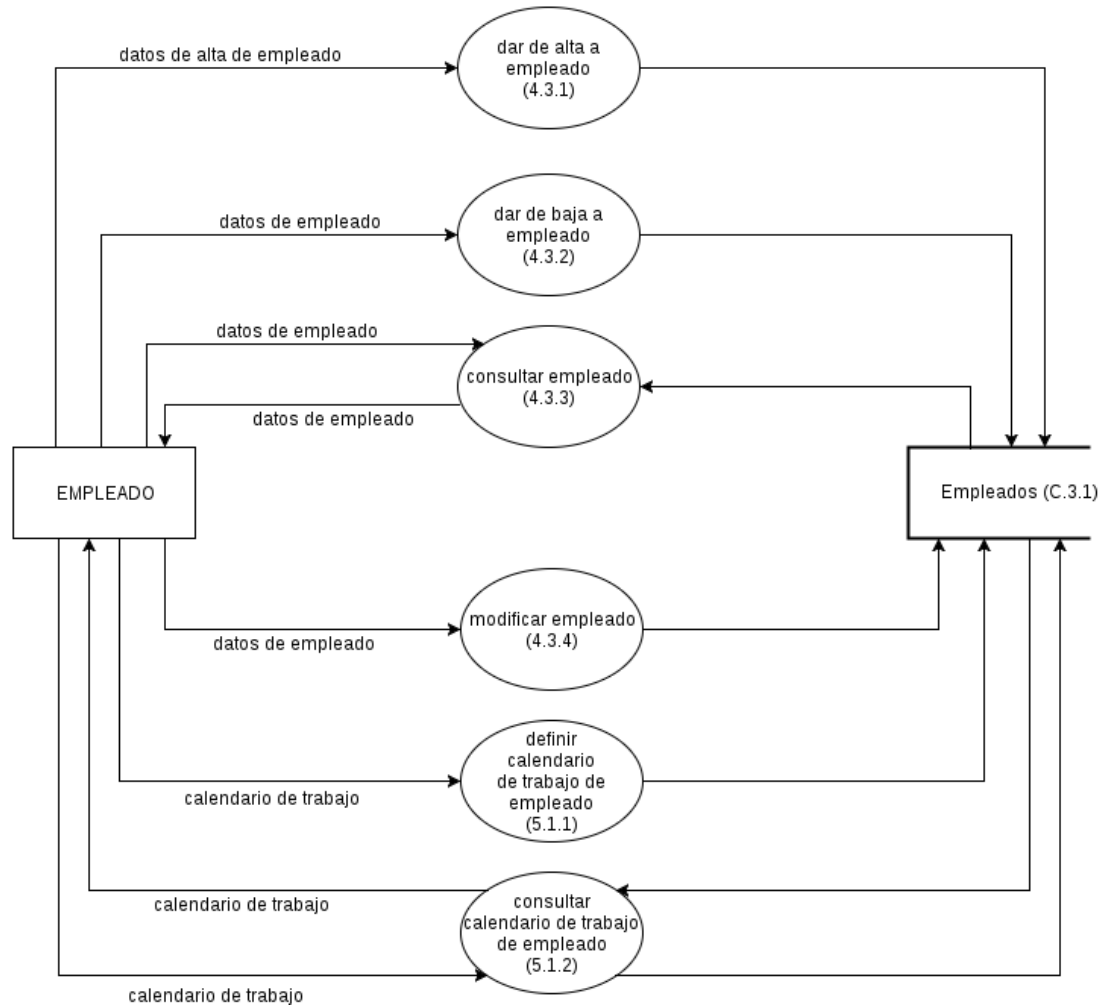 datos de alta de empleado
dar de alta a
empleado
(4.3.1)
datos de empleado
dar de baja a
empleado
(4.3.2)
datos de empleado
consultar empleado
(4.3.3)
datos de empleado
EMPLEADO
Empleados (C.3.1)
modificar empleado
(4.3.4)
datos de empleado
definir
calendario
de trabajo de
empleado
(5.1.1)
calendario de trabajo
consultar
calendario de trabajo
de empleado
(5.1.2)
calendario de trabajo
calendario de trabajo